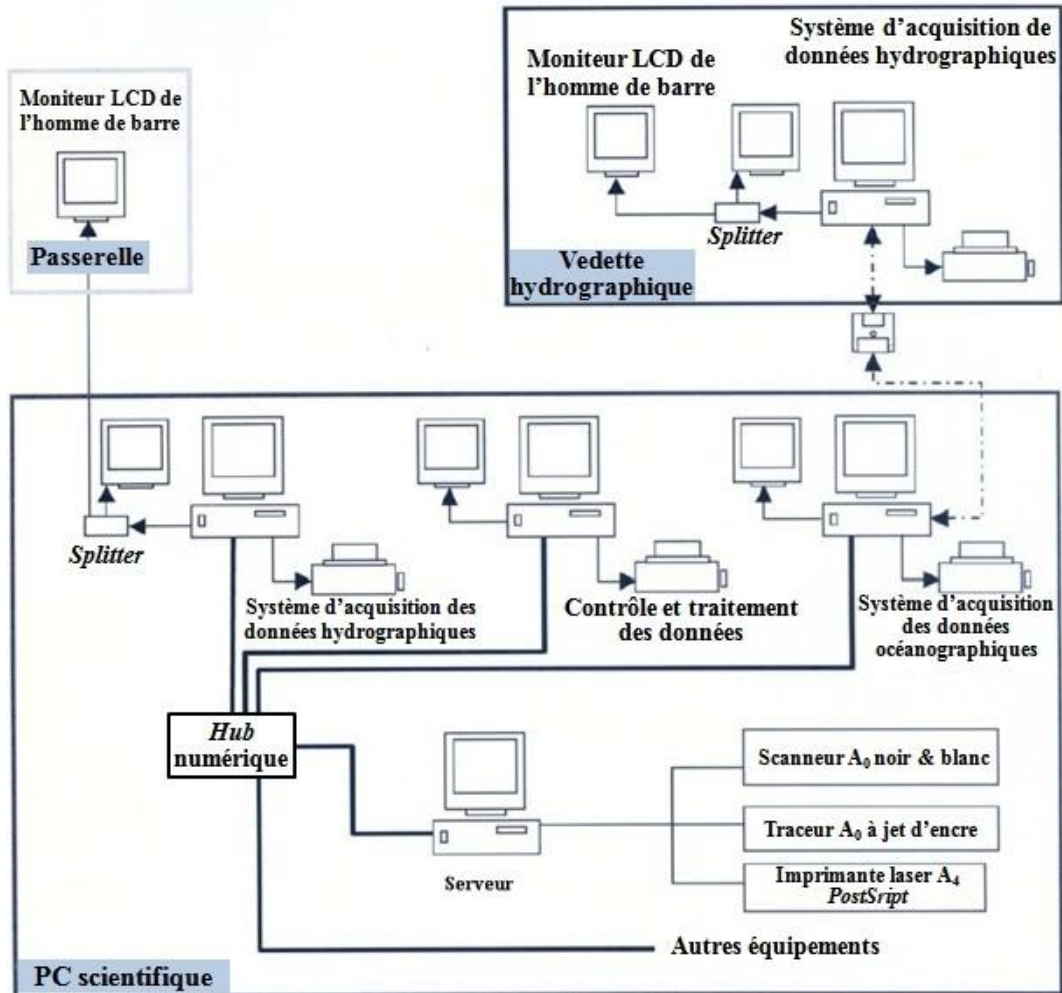 Système d'acquisition de
données hydrographiques
Moniteur LCD de
l'homme de barre
Moniteur LCD de
l'homme de barre
Splitter
Passerelle
Vedette
hydrographique
Splitter
Système d'acquisition des
données hydrographiques
Contrôle et traitement
des données
Système d'acquisition
des données
océanographiques
Hub
numérique
Scanneur A₀ noir & blanc
Traceur A₀ à jet d'encre
Imprimante laser A₄
PostSript
Serveur
Autres équipements
PC scientifique